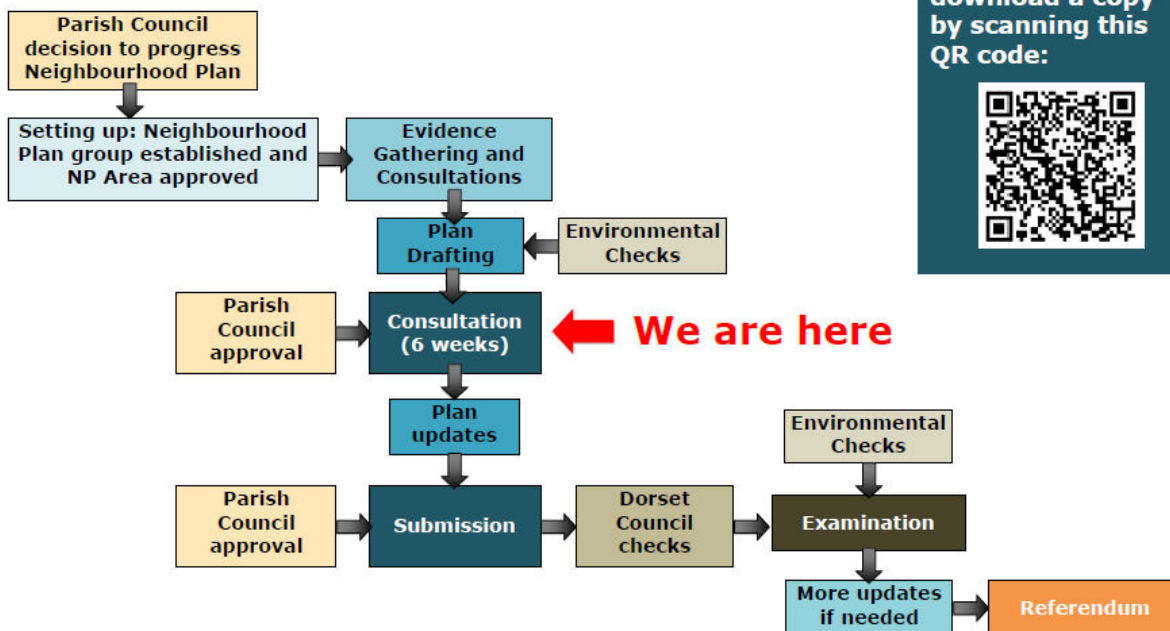 Parish Council
decision to progress
Neighbourhood Plan
download a copy
by scanning this
QR code:
Setting up: Neighbourhood
Plan group established and
NP Area approved
Evidence
Gathering and
Consultations
Plan
Drafting
Environmental
Checks
Parish
Council
approval
Consultation
(6 weeks)
We are here
Plan
updates
Environmental
Checks
Parish
Council
approval
Submission
Dorset
Council
checks
Examination
More updates
if needed
Referendum